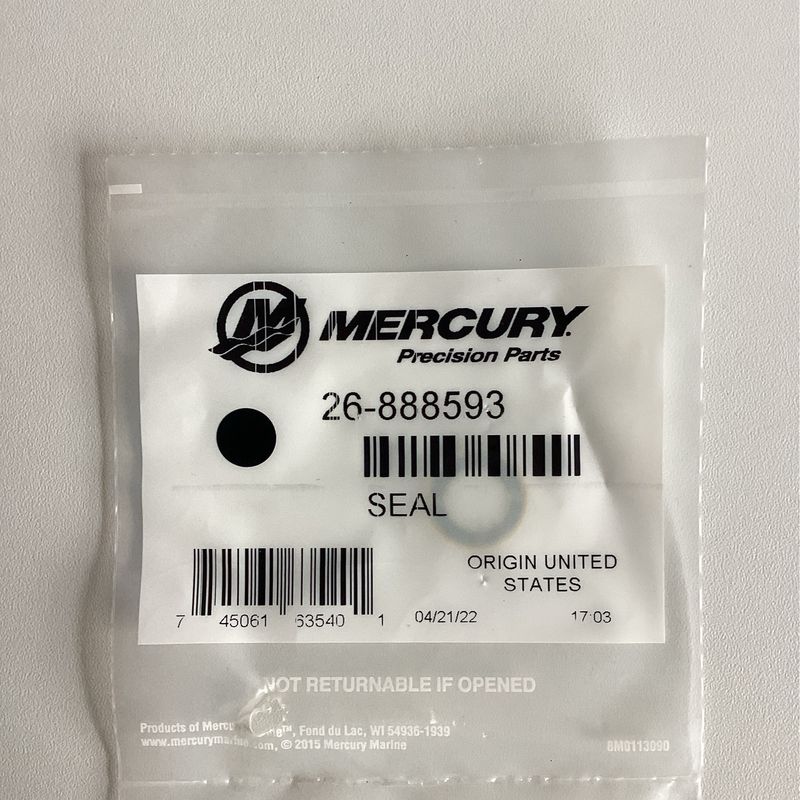 MERCURY
Precision Parts
26-888593
SEAL
ORIGIN UNITED
STATES
7 45061 63540 1
04/21/22 17:03
NOT RETURNABLE IF OPENED
Products of Mercury ™, Fond du Lac, WI 54936-1939
www.mercurymarine.com, © 2015 Mercury Marine
8M0113090